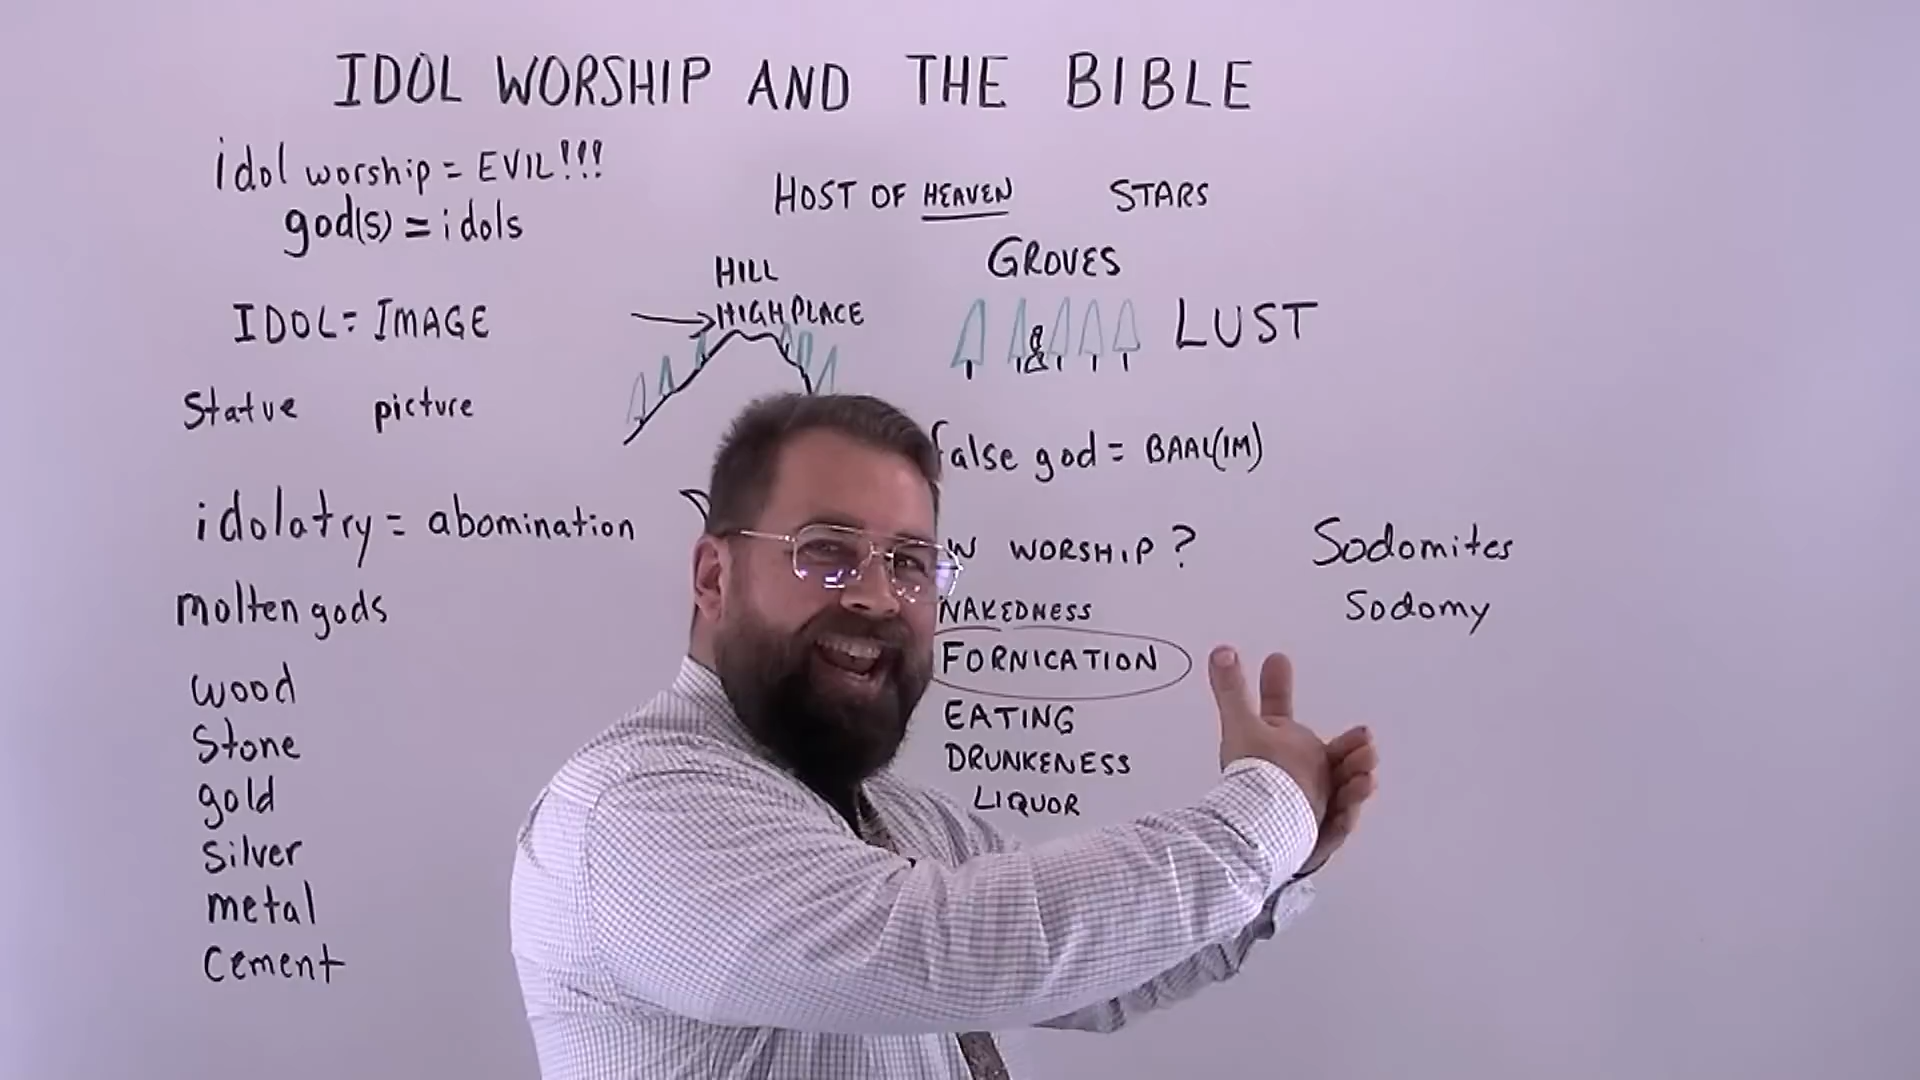 IDOL WORSHIP AND THE BIBLE
idol worship = EVIL!!!
god(s) = idols
IDOL = IMAGE
Statue picture
idolatry = abomination
molten gods
wood
Stone
gold
silver
metal
cement
HOST OF HEAVEN STARS
HILL
HIGH PLACE
GROVES
LUST
false god = BAAL(IM)
W WORSHIP?
NAKEDNESS
FORNICATION
EATING
DRUNKENESS
LIQUOR
Sodomites
Sodomy